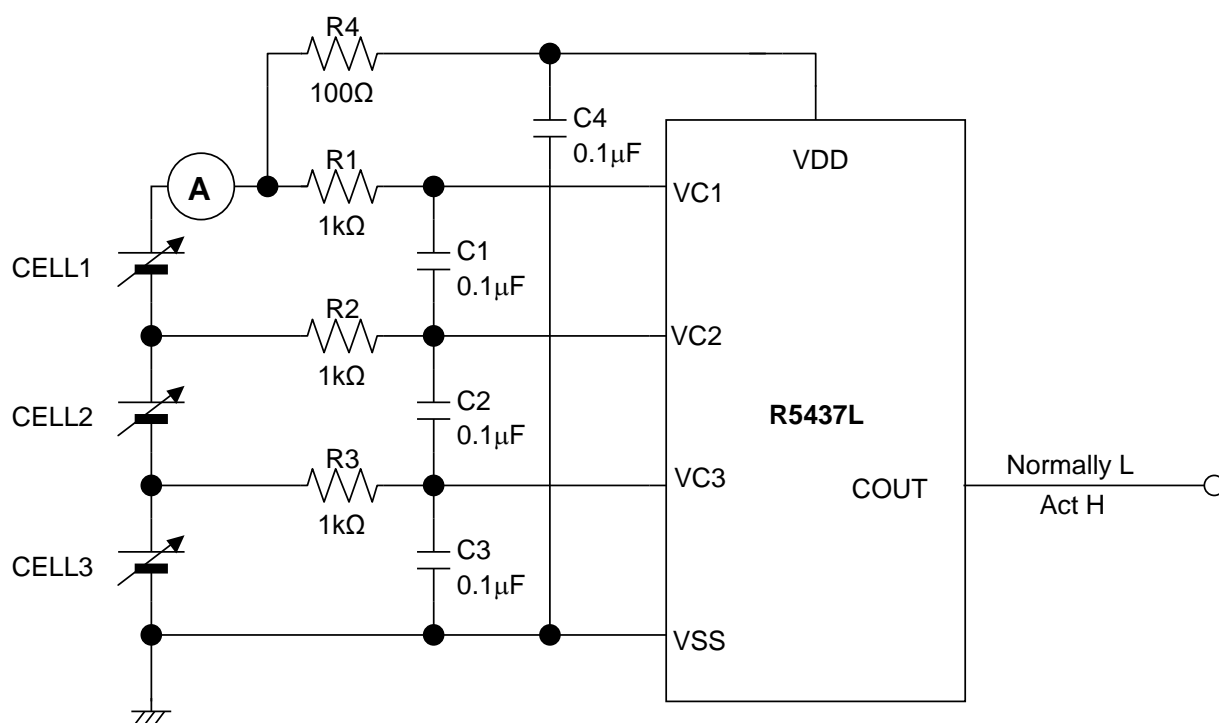 R4
100Ω
C4
0.1μF
VDD
A
R1
1kΩ
VC1
CELL1
C1
0.1μF
R2
1kΩ
VC2
CELL2
C2
0.1μF
R5437L
R3
1kΩ
VC3
COUT
Normally L
Act H
CELL3
C3
0.1μF
VSS